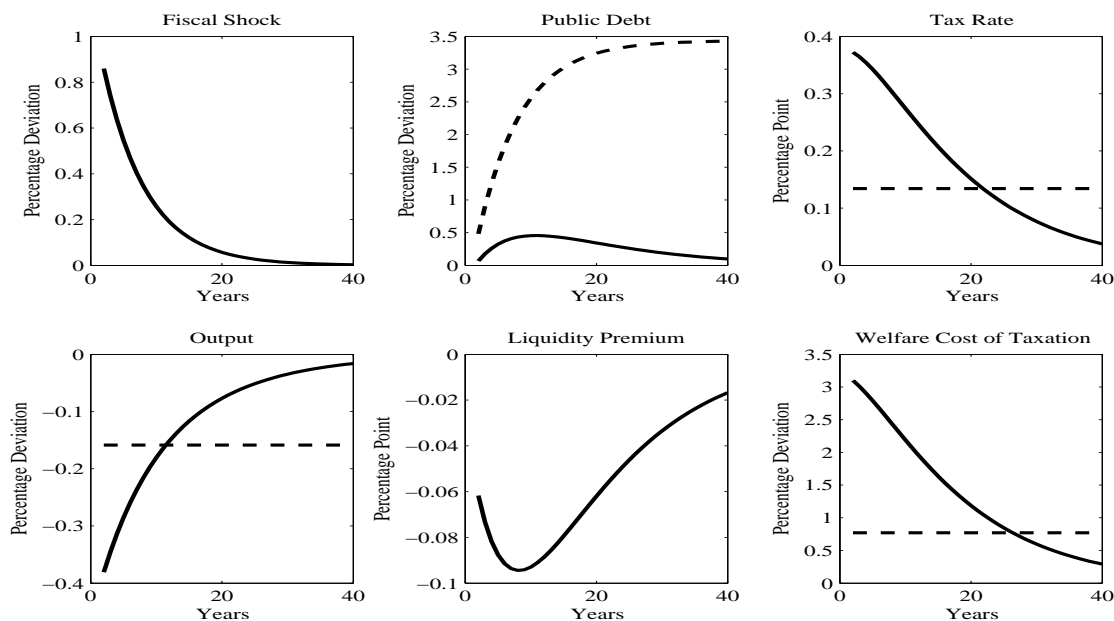 Fiscal Shock
Percentage Deviation
1
0.8
0.6
0.4
0.2
0
0 20 40
Years
Public Debt
Percentage Deviation
3.5
3
2.5
2
1.5
1
0.5
0
0 20 40
Years
Tax Rate
Percentage Point
0.4
0.3
0.2
0.1
0
0 20 40
Years
Output
Percentage Deviation
0
−0.1
−0.2
−0.3
−0.4
0 20 40
Years
Liquidity Premium
Percentage Point
0
−0.02
−0.04
−0.06
−0.08
−0.1
0 20 40
Years
Welfare Cost of Taxation
Percentage Deviation
3.5
3
2.5
2
1.5
1
0.5
0
0 20 40
Years